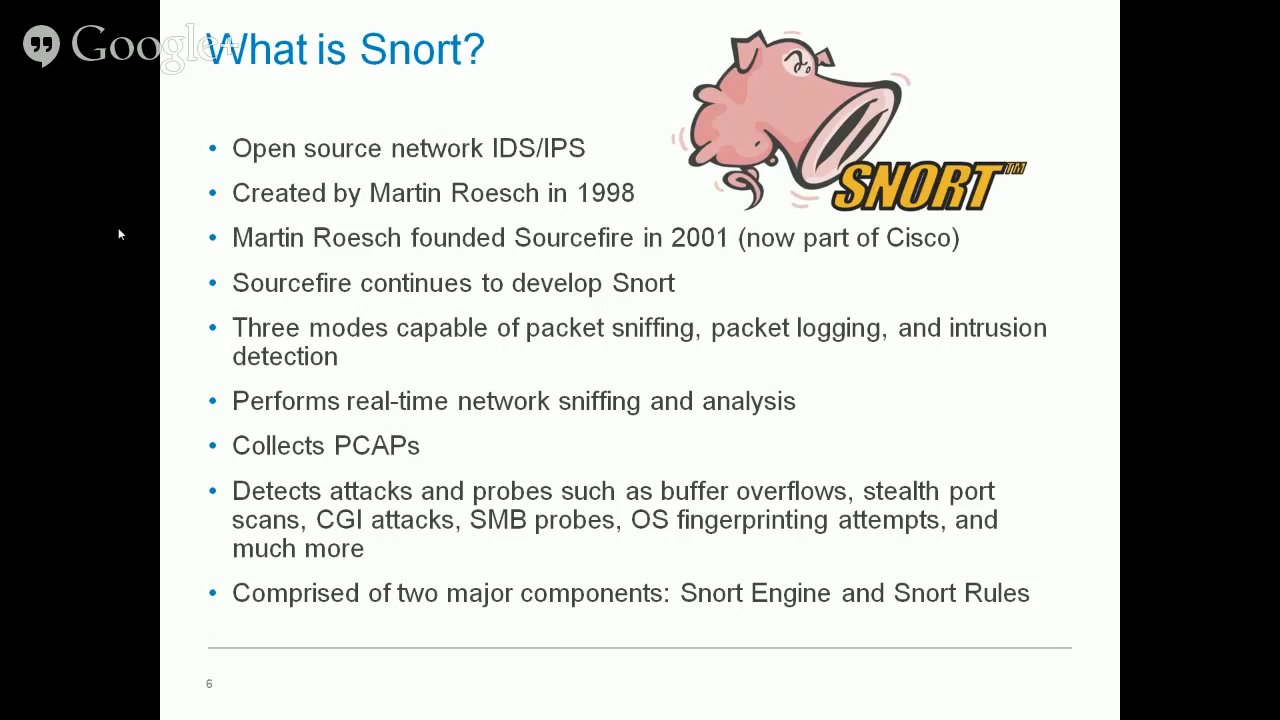 Google+
What is Snort?
SNORT™
• Open source network IDS/IPS
• Created by Martin Roesch in 1998
• Martin Roesch founded Sourcefire in 2001 (now part of Cisco)
• Sourcefire continues to develop Snort
• Three modes capable of packet sniffing, packet logging, and intrusion
detection
• Performs real-time network sniffing and analysis
• Collects PCAPs
• Detects attacks and probes such as buffer overflows, stealth port
scans, CGI attacks, SMB probes, OS fingerprinting attempts, and
much more
• Comprised of two major components: Snort Engine and Snort Rules
6